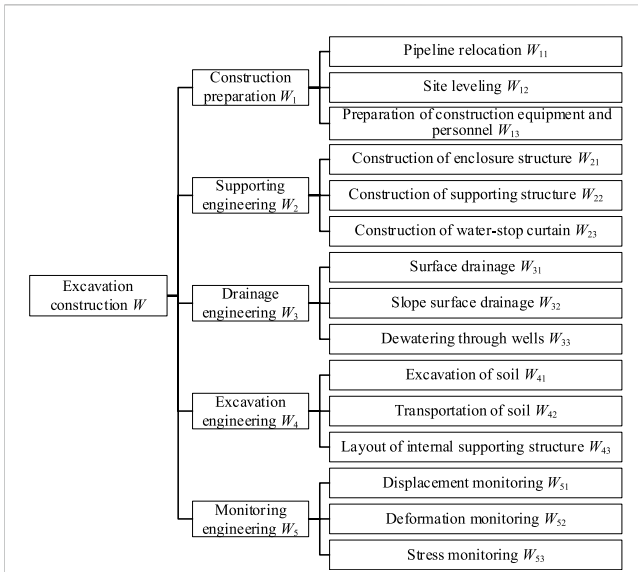 Excavation
construction W
Construction
preparation W₁
Pipeline relocation W₁₁
Site leveling W₁₂
Preparation of construction equipment and
personnel W₁₃
Supporting
engineering W₂
Construction of enclosure structure W₂₁
Construction of supporting structure W₂₂
Construction of water-stop curtain W₂₃
Drainage
engineering W₃
Surface drainage W₃₁
Slope surface drainage W₃₂
Dewatering through wells W₃₃
Excavation
engineering W₄
Excavation of soil W₄₁
Transportation of soil W₄₂
Layout of internal supporting structure W₄₃
Monitoring
engineering W₅
Displacement monitoring W₅₁
Deformation monitoring W₅₂
Stress monitoring W₅₃